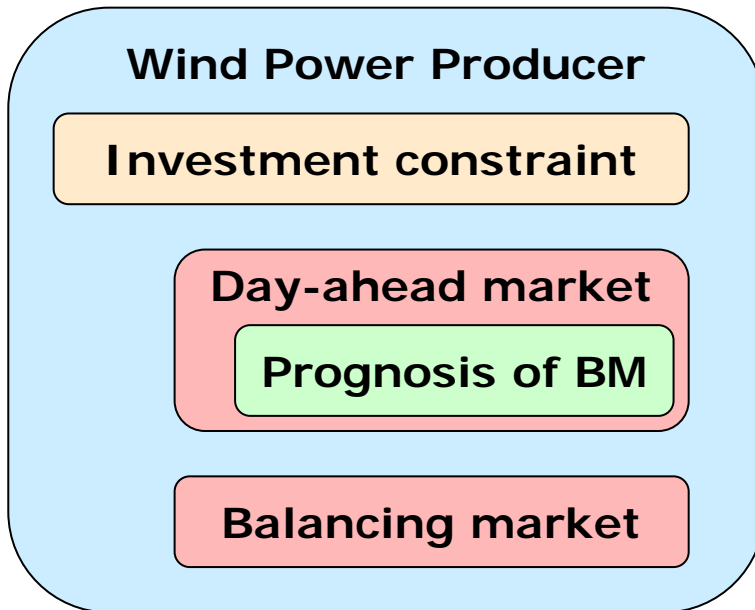 Wind Power Producer
Investment constraint
Day-ahead market
Prognosis of BM
Balancing market